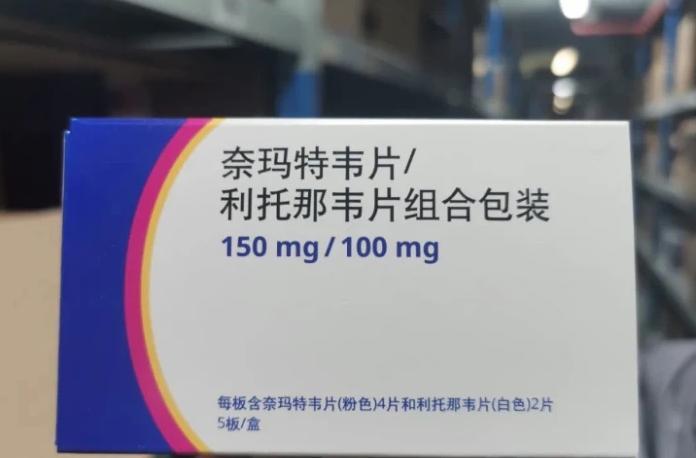 奈玛特韦片/
利托那韦片组合包装
150 mg / 100 mg
每板含奈玛特韦片(粉色)4片和利托那韦片(白色)2片
5板/盒